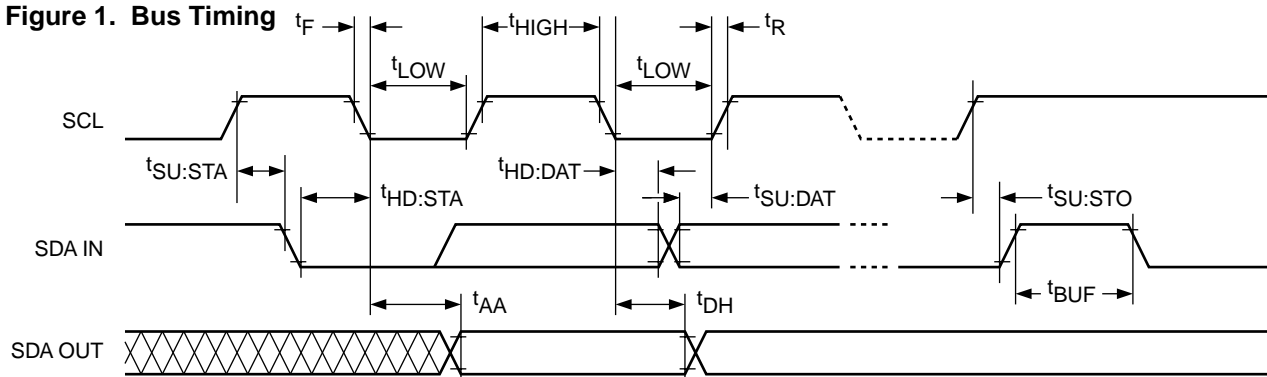 Figure 1. Bus Timing
tF
tHIGH
tR
tLOW
tLOW
SCL
tSU:STA
tHD:STA
tHD:DAT
tSU:DAT
tSU:STO
SDA IN
tBUF
tAA
tDH
SDA OUT